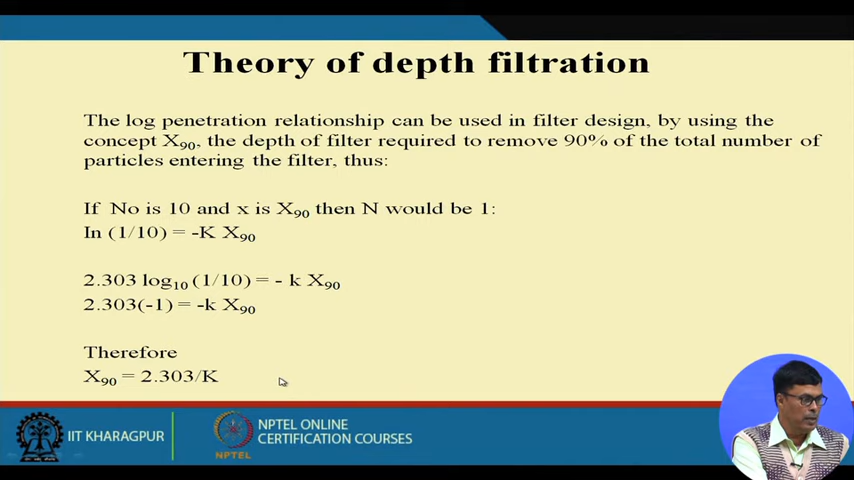 Theory of depth filtration
The log penetration relationship can be used in filter design, by using the
concept X₉₀, the depth of filter required to remove 90% of the total number of
particles entering the filter, thus:
If No is 10 and x is X₉₀ then N would be 1:
In (1/10) = -K X₉₀
2.303 log₁₀ (1/10) = - k X₉₀
2.303(-1) = -k X₉₀
Therefore
X₉₀ = 2.303/K
IIT KHARAGPUR
NPTEL
NPTEL ONLINE
CERTIFICATION COURSES